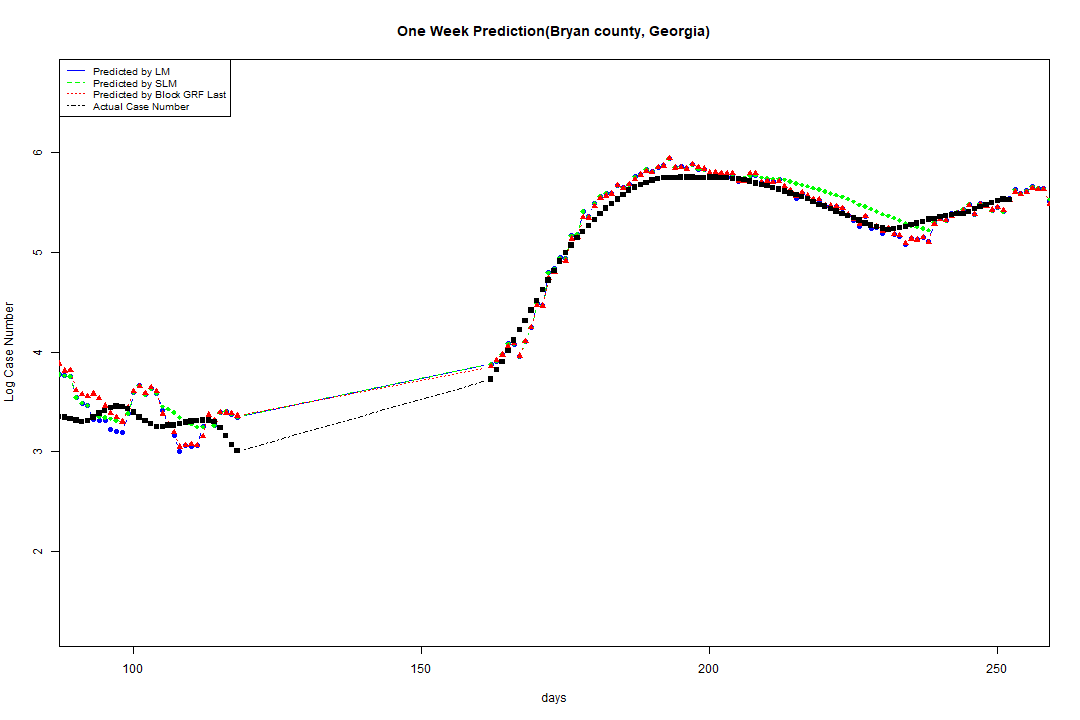 One Week Prediction(Bryan county, Georgia)
Predicted by LM
Predicted by SLM
Predicted by Block GRF Last
Actual Case Number
6
5
4
3
2
Log Case Number
100
150
200
250
days